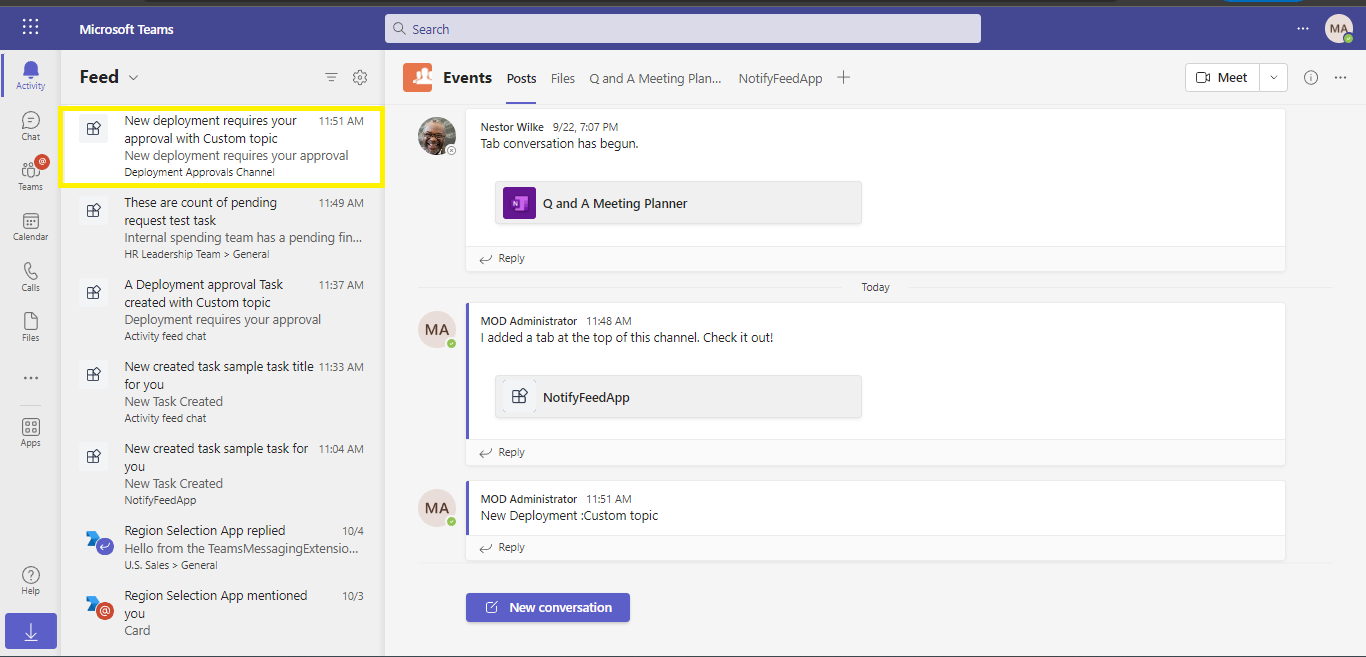 Microsoft Teams
Search
MA
Activity
Chat
@
Teams
Calendar
Calls
Files
Apps
Help
Feed
New deployment requires your 11:51 AM
approval with Custom topic
New deployment requires your approval
Deployment Approvals Channel
These are count of pending 11:49 AM
request test task
Internal spending team has a pending fin...
HR Leadership Team > General
A Deployment approval Task 11:37 AM
created with Custom topic
Deployment requires your approval
Activity feed chat
New created task sample task title 11:33 AM
for you
New Task Created
Activity feed chat
New created task sample task for 11:04 AM
you
New Task Created
NotifyFeedApp
Region Selection App replied 10/4
Hello from the TeamsMessagingExtensio...
U.S. Sales > General
Region Selection App mentioned 10/3
you
@
Card
Events Posts Files Q and A Meeting Plan... NotifyFeedApp
Meet
Nestor Wilke 9/22, 7:07 PM
Tab conversation has begun.
N
Q and A Meeting Planner
Reply
Today
MA
MOD Administrator 11:48 AM
I added a tab at the top of this channel. Check it out!
NotifyFeedApp
Reply
MA
MOD Administrator 11:51 AM
New Deployment :Custom topic
Reply
New conversation